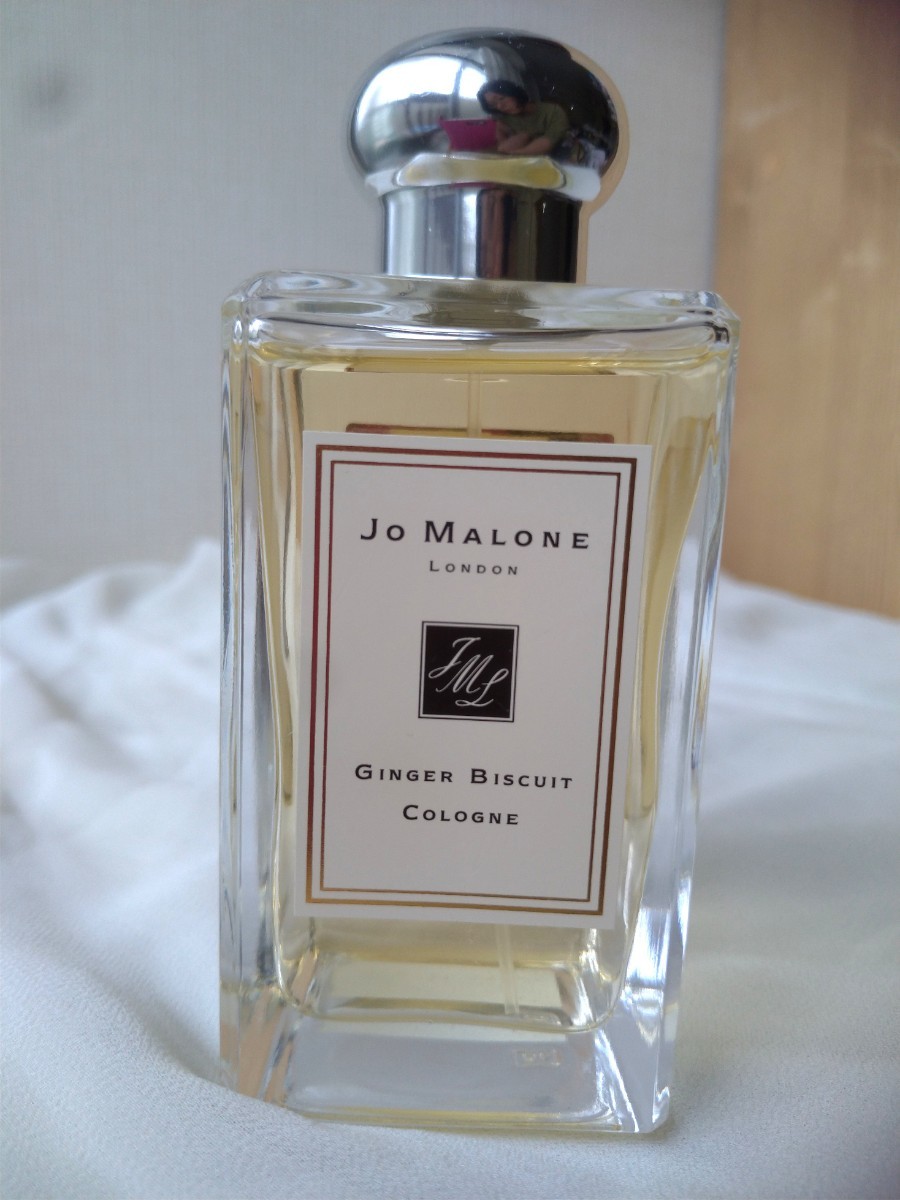 Jo Malone
London
JML
Ginger Biscuit
Cologne